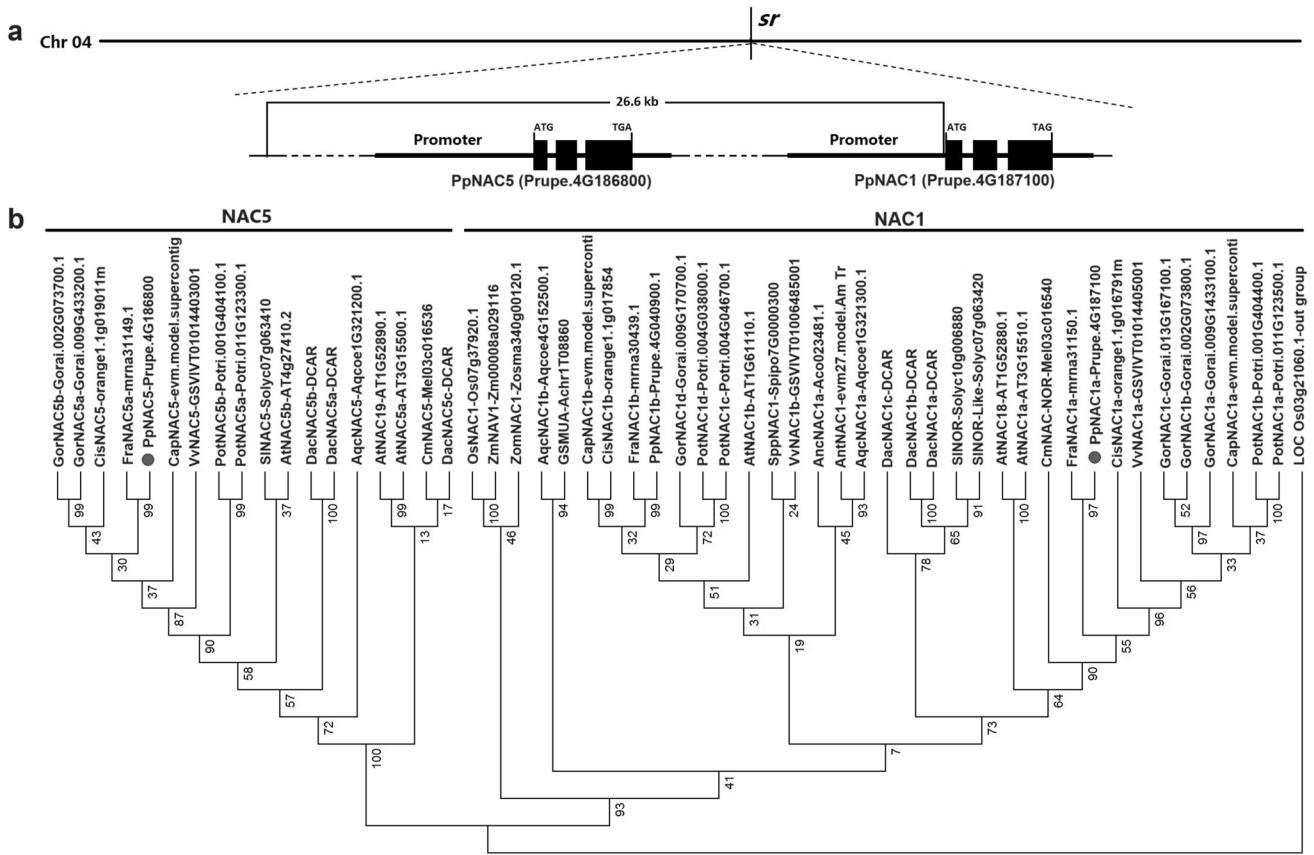 a
Chr 04
sr
26.6 kb
Promoter
ATG
TGA
Promoter
ATG
TAG
PpNAC5 (Prupe.4G186800)
PpNAC1 (Prupe.4G187100)
b
NAC5
NAC1
GorNAC5b-Gorai.002G073700.1
GorNAC5a-Gorai.009G433200.1
CisNAC5-orange1.1g019011m
FraNAC5a-mrna31149.1
PpNAC5-Prupe.4G186800
CapNAC5-evm.model.supercontig
VvNAC5-GSVIVT01014403001
PotNAC5b-Potri.001G404100.1
PotNAC5a-Potri.011G123300.1
SlNAC5-Solyc07g063410
AtNAC5b-AT4g27410.2
DacNAC5b-DCAR
DacNAC5a-DCAR
AqcNAC5-Aqcoe1G321200.1
AtNAC19-AT1G52890.1
AtNAC5a-AT3G15500.1
CmNAC5-Mel03c016536
DacNAC5c-DCAR
OsNAC1-Os07g37920.1
ZmNAV1-Zm00008a029116
ZomNAC1-Zosma340g00120.1
AqcNAC1b-Aqcoe4G152500.1
GSMUA-Achr1T08860
CapNAC1b-evm.model.superconti
CisNAC1b-orange1.1g017854
FraNAC1b-mrna30439.1
PpNAC1b-Prupe.4G040900.1
GorNAC1d-Gorai.009G170700.1
PotNAC1d-Potri.004G038000.1
PotNAC1c-Potri.004G046700.1
AtNAC1b-AT1G61110.1
SppNAC1-Spipo7G0000300
VvNAC1b-GSVIVT01006485001
AncNAC1a-Aco023481.1
AntNAC1-evm27.model.Am Tr
AqcNAC1a-Aqcoe1G321300.1
DacNAC1c-DCAR
DacNAC1b-DCAR
DacNAC1a-DCAR
SlNOR-Solyc10g006880
SlNOR-Like-Solyc07g063420
AtNAC18-AT1G52880.1
AtNAC1a-AT3G15510.1
CmNAC-NOR-Mel03c016540
FraNAC1a-mrna31150.1
PpNAC1a-Prupe.4G187100
CisNAC1a-orange1.1g016791m
VvNAC1a-GSVIVT01014405001
GorNAC1c-Gorai.013G167100.1
GorNAC1b-Gorai.002G073800.1
GorNAC1a-Gorai.009G1433100.1
CapNAC1a-evm.model.superconti
PotNAC1b-Potri.001G404400.1
PotNAC1a-Potri.011G123500.1
LOC Os03g21060.1-out group
99
99
99
37
100
99
17
100
94
99
99
100
24
93
100
91
100
97
52
100
43
13
46
32
72
45
65
97
37
30
29
78
33
37
51
56
87
31
96
90
19
55
58
90
57
64
72
73
100
7
41
93